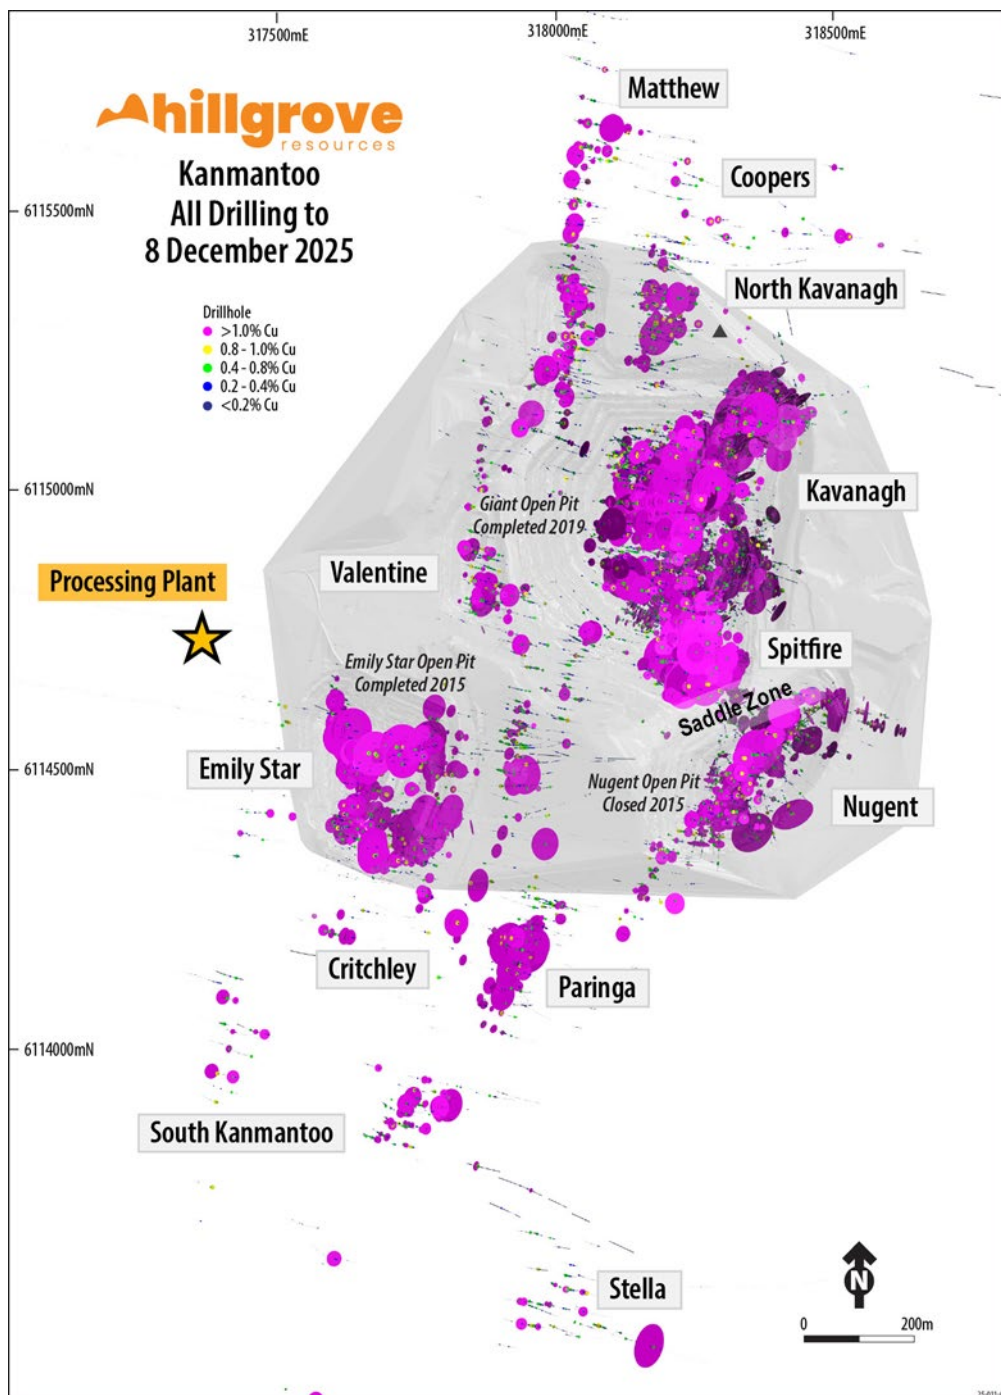 317500mE
318000mE
318500mE
hillgrove
resources
Kanmantoo
All Drilling to
8 December 2025
Drillhole
>1.0% Cu
0.8 - 1.0% Cu
0.4 - 0.8% Cu
0.2 - 0.4% Cu
<0.2% Cu
Matthew
Coopers
6115500mN
North Kavanagh
6115000mN
Kavanagh
Giant Open Pit
Completed 2019
Valentine
Processing Plant
Spitfire
Emily Star Open Pit
Completed 2015
Saddle Zone
Emily Star
6114500mN
Nugent Open Pit
Closed 2015
Nugent
Critchley
Paringa
6114000mN
South Kanmantoo
Stella
N
0 200m